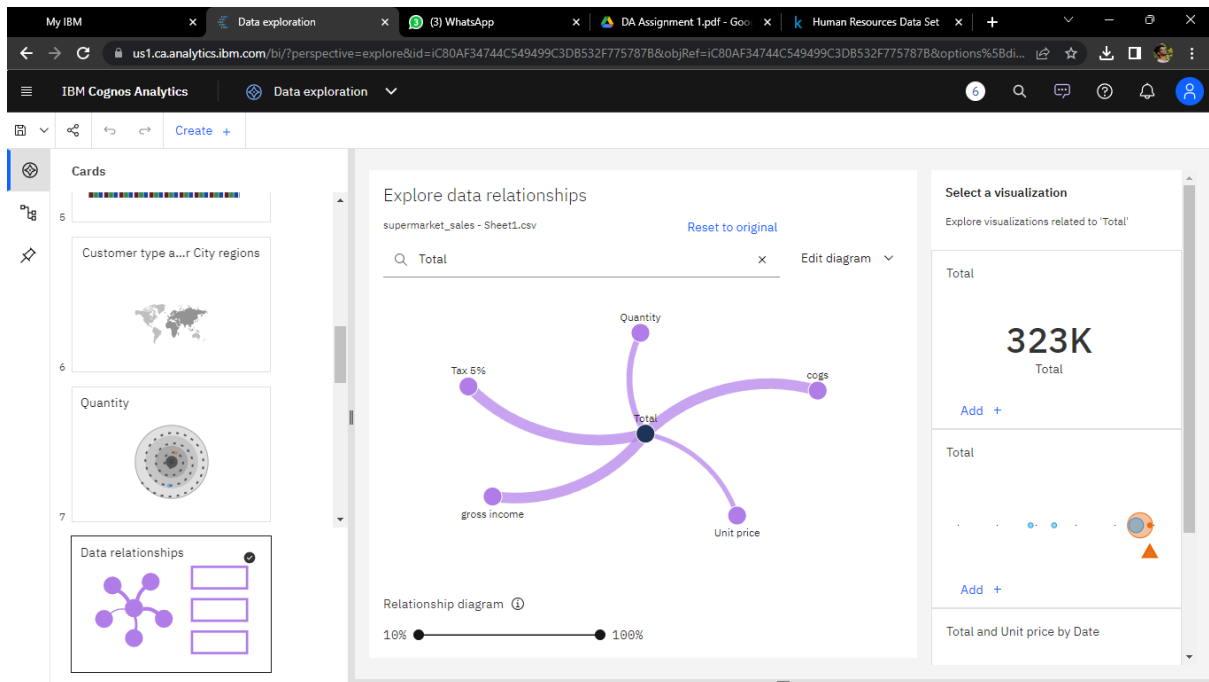 My IBM
Data exploration
(3) WhatsApp
DA Assignment 1.pdf - Goo
Human Resources Data Set
us1.ca.analytics.ibm.com/bi/?perspective=explore&id=iC80AF34744C549499C3DB532F775787B&objRef=iC80AF34744C549499C3DB532F775787B&options%5Bdi...
IBM Cognos Analytics
Data exploration
6
Create +
Cards
5
Customer type a...r City regions
6
Quantity
7
Data relationships
Explore data relationships
supermarket_sales - Sheet1.csv
Reset to original
Total
Edit diagram
Quantity
Tax 5%
cogs
Total
gross income
Unit price
Relationship diagram
10%
100%
Select a visualization
Explore visualizations related to 'Total'
Total
323K
Total
Add +
Total
Add +
Total and Unit price by Date